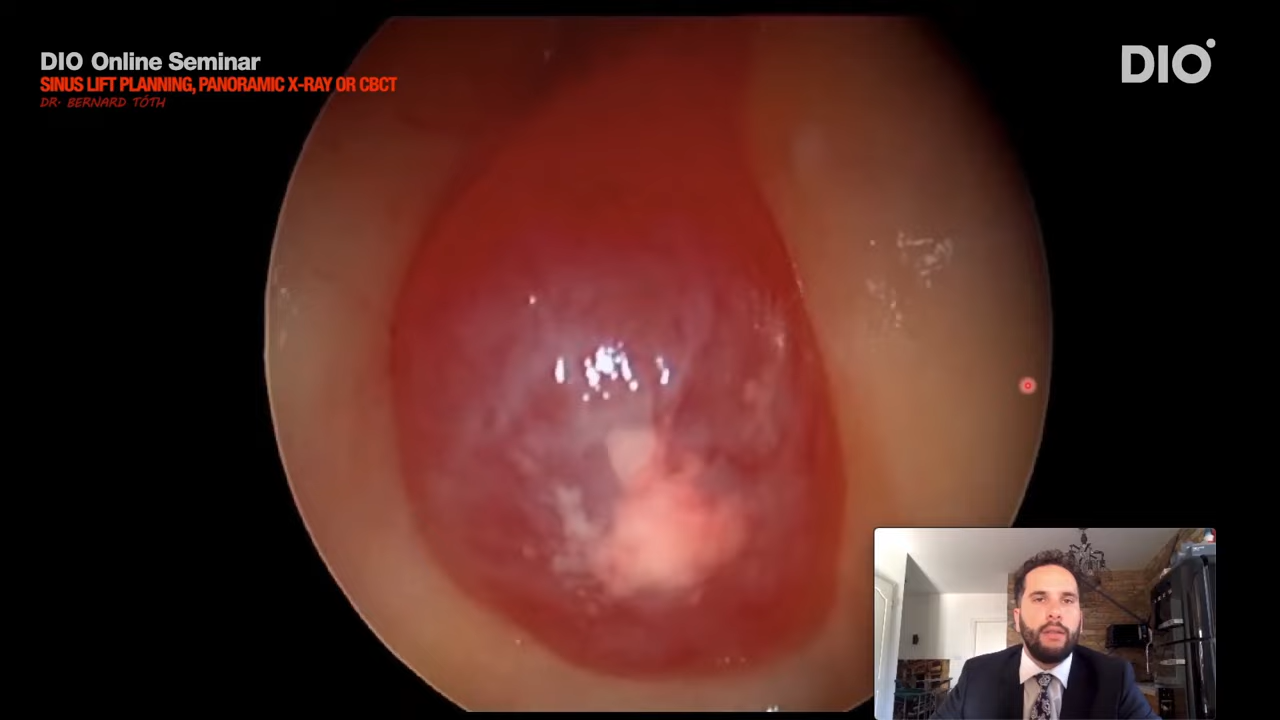 DIO Online Seminar
SINUS LIFT PLANNING, PANORAMIC X-RAY OR CBCT
DR. BERNARD TÓTH
DIO